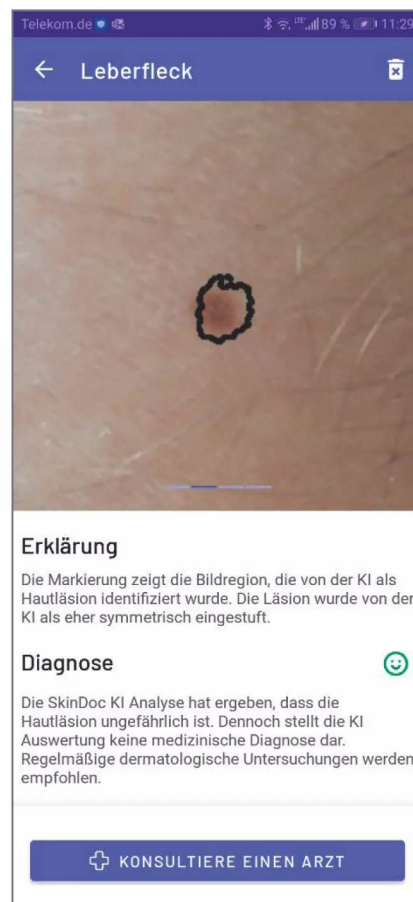 Telekom.de 89 % 11:29
Leberfleck
Erklärung
Die Markierung zeigt die Bildregion, die von der KI als
Hautläsion identifiziert wurde. Die Läsion wurde von der
KI als eher symmetrisch eingestuft.
Diagnose
Die SkinDoc KI Analyse hat ergeben, dass die
Hautläsion ungefährlich ist. Dennoch stellt die KI
Auswertung keine medizinische Diagnose dar.
Regelmäßige dermatologische Untersuchungen werden
empfohlen.
KONSULTIERE EINEN ARZT